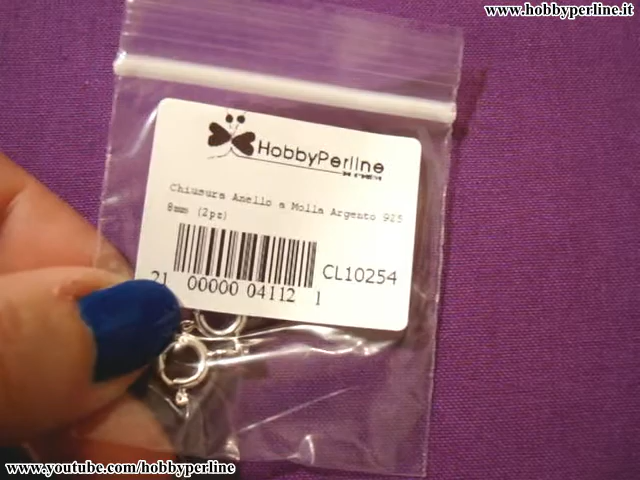 www.hobbyperline.it
HobbyPerline
Chiusura Anello a Molla Argento 925
8mm (2pz)
CL10254
21 00000 04112 1
www.youtube.com/hobbyperline